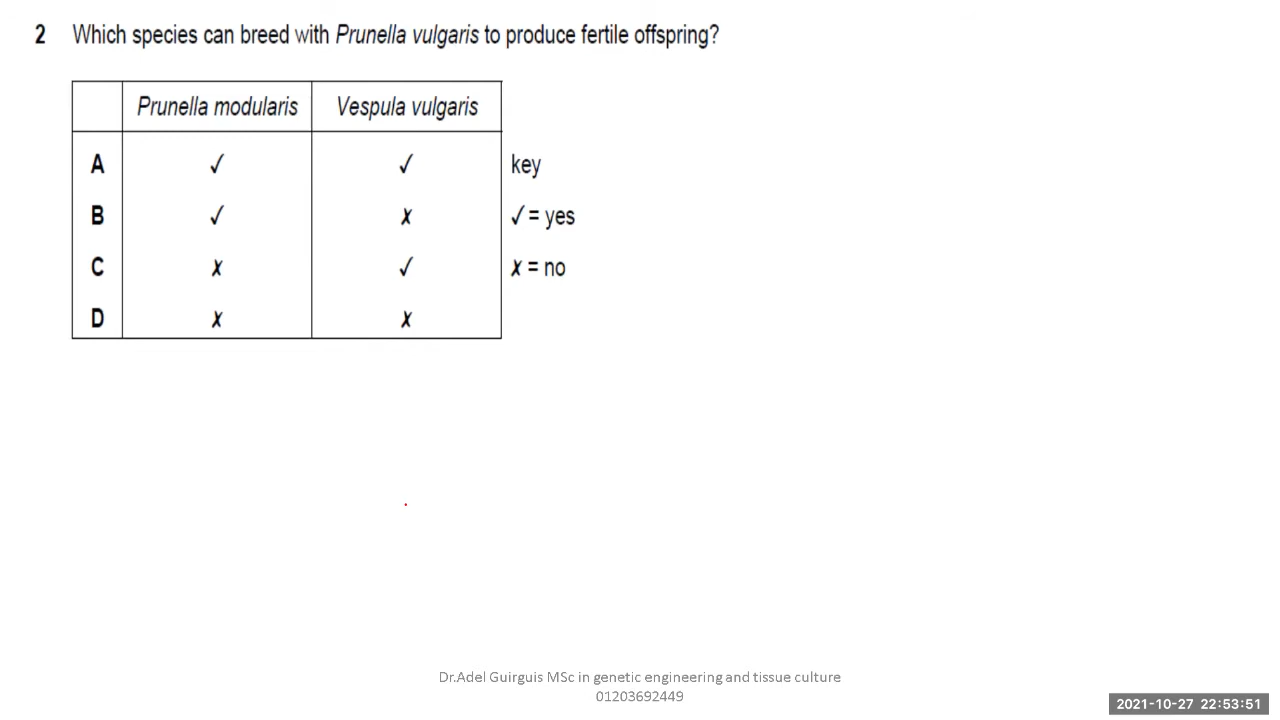 2 Which species can breed with Prunella vulgaris to produce fertile offspring?
Prunella modularis Vespula vulgaris
A ✓ ✓ key
B ✓ ✗ ✓ = yes
C ✗ ✓ ✗ = no
D ✗ ✗
Dr.Adel Guirguis MSc in genetic engineering and tissue culture
01203692449
2021-10-27 22:53:51